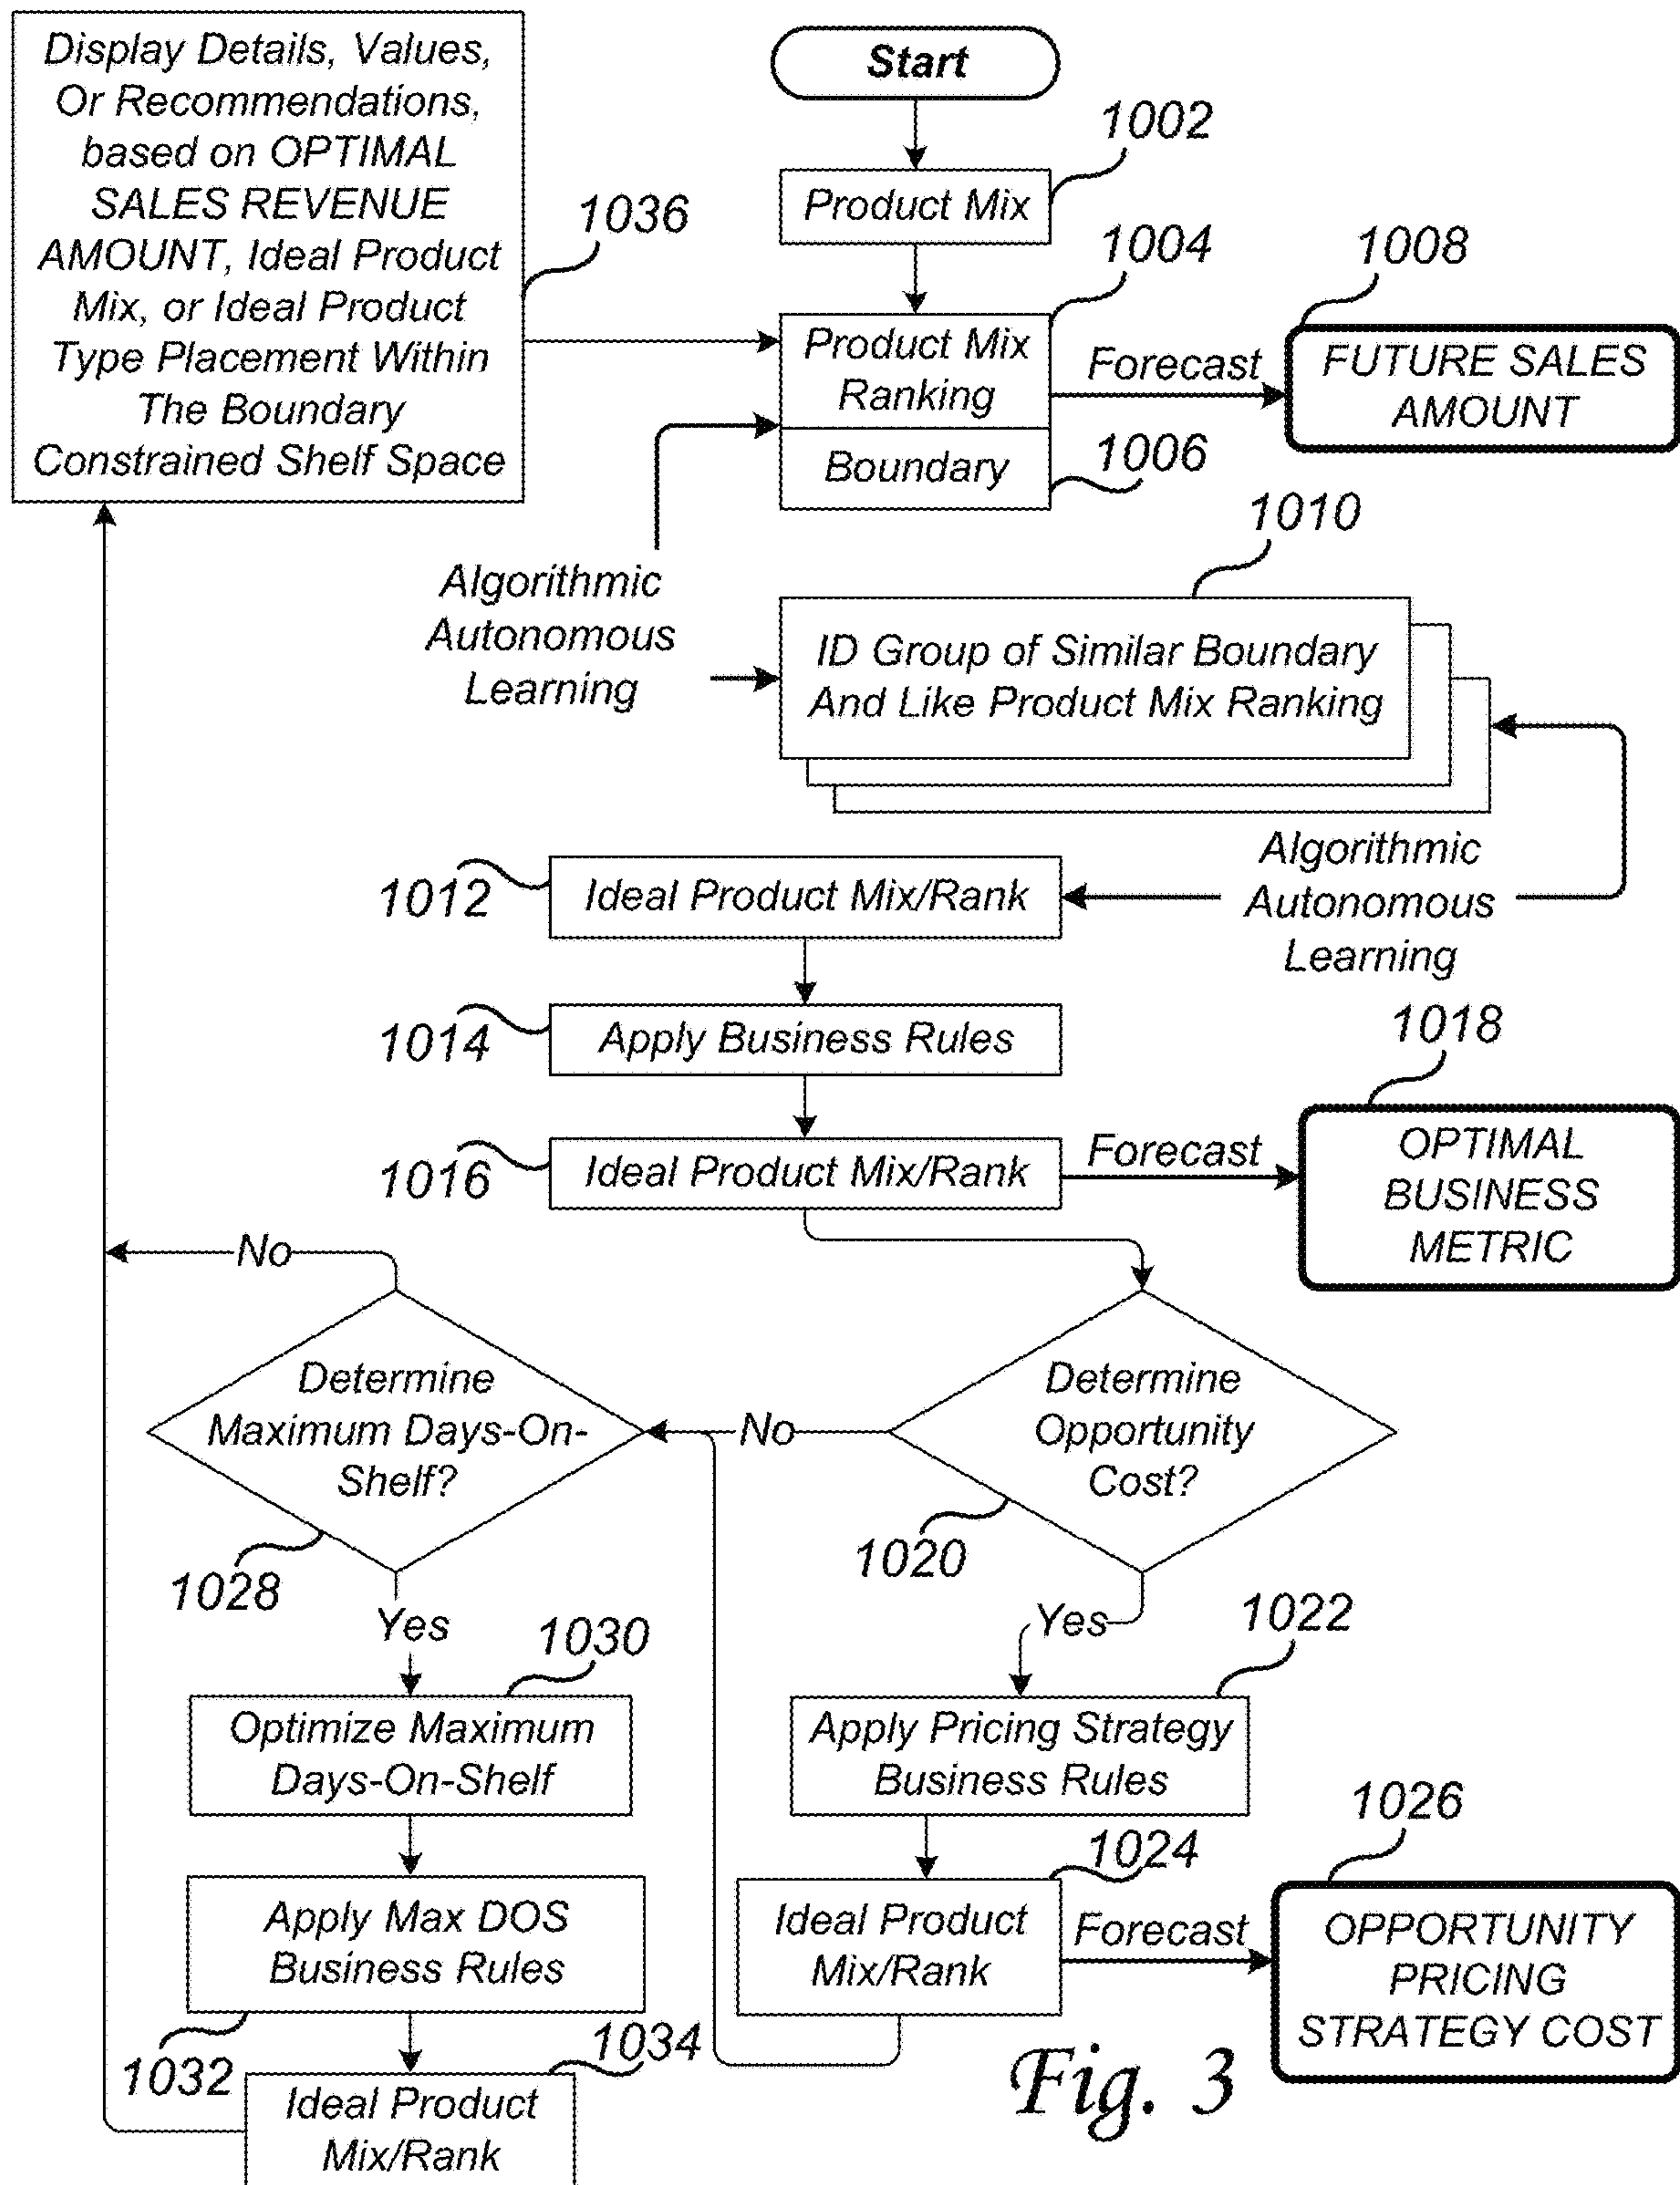 Display Details, Values,
Or Recommendations,
based on OPTIMAL
SALES REVENUE
AMOUNT, Ideal Product
Mix, or Ideal Product
Type Placement Within
The Boundary
Constrained Shelf Space
1036
Start
1002
Product Mix
1004
Product Mix
Ranking
1008
Forecast
FUTURE SALES
AMOUNT
Boundary
1006
Algorithmic
Autonomous
Learning
1010
ID Group of Similar Boundary
And Like Product Mix Ranking
Algorithmic
Autonomous
Learning
1012
Ideal Product Mix/Rank
1014
Apply Business Rules
1016
Ideal Product Mix/Rank
Forecast
1018
OPTIMAL
BUSINESS
METRIC
No
Determine
Maximum Days-On-
Shelf?
1028
No
Determine
Opportunity
Cost?
1020
Yes
1030
Optimize Maximum
Days-On-Shelf
Yes
1022
Apply Pricing Strategy
Business Rules
Apply Max DOS
Business Rules
1032
1024
Ideal Product
Mix/Rank
Forecast
1026
OPPORTUNITY
PRICING
STRATEGY COST
1034
Ideal Product
Mix/Rank
Fig. 3